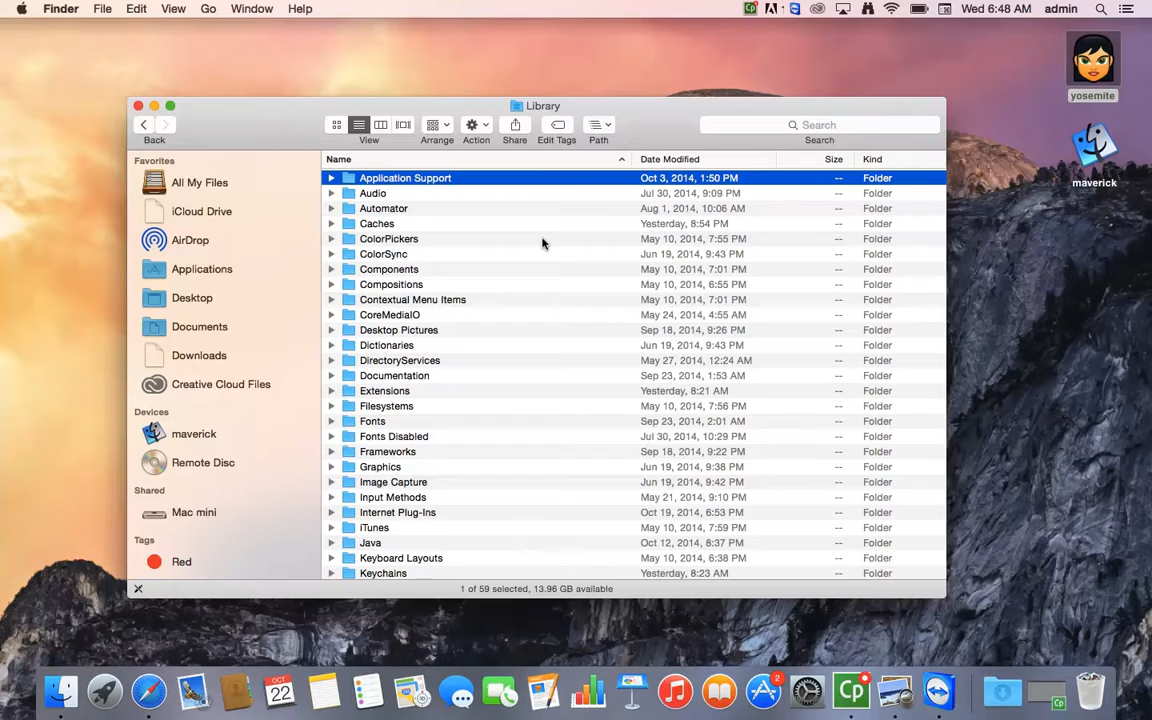 Finder File Edit View Go Window Help Cp Wed 6:48 AM admin
yosemite
maverick
Library
Back View Arrange Action Share Edit Tags Path Search
Search
Name Date Modified Size Kind
Application Support Oct 3, 2014, 1:50 PM -- Folder
Audio Jul 30, 2014, 9:09 PM -- Folder
Automator Aug 1, 2014, 10:06 AM -- Folder
Caches Yesterday, 8:54 PM -- Folder
ColorPickers May 10, 2014, 7:55 PM -- Folder
ColorSync Jun 19, 2014, 9:43 PM -- Folder
Components May 10, 2014, 7:01 PM -- Folder
Compositions May 10, 2014, 6:55 PM -- Folder
Contextual Menu Items May 10, 2014, 7:01 PM -- Folder
CoreMediaIO May 24, 2014, 4:55 AM -- Folder
Desktop Pictures Sep 18, 2014, 9:26 PM -- Folder
Dictionaries Jun 19, 2014, 9:43 PM -- Folder
DirectoryServices May 27, 2014, 12:24 AM -- Folder
Documentation Sep 23, 2014, 1:53 AM -- Folder
Extensions Yesterday, 8:21 AM -- Folder
Filesystems May 10, 2014, 7:56 PM -- Folder
Fonts Sep 23, 2014, 2:01 AM -- Folder
Fonts Disabled Jul 30, 2014, 10:29 PM -- Folder
Frameworks Sep 18, 2014, 9:22 PM -- Folder
Graphics Jun 19, 2014, 9:38 PM -- Folder
Image Capture Jun 19, 2014, 9:42 PM -- Folder
Input Methods May 21, 2014, 9:10 PM -- Folder
Internet Plug-Ins Oct 19, 2014, 6:53 PM -- Folder
iTunes May 10, 2014, 7:59 PM -- Folder
Java Oct 12, 2014, 8:37 PM -- Folder
Keyboard Layouts May 10, 2014, 6:38 PM -- Folder
Keychains Yesterday, 8:23 AM -- Folder
Favorites
All My Files
iCloud Drive
AirDrop
Applications
Desktop
Documents
Downloads
Creative Cloud Files
Devices
maverick
Remote Disc
Shared
Mac mini
Tags
Red
1 of 59 selected, 13.96 GB available
OCT
22
2
Cp
Cp